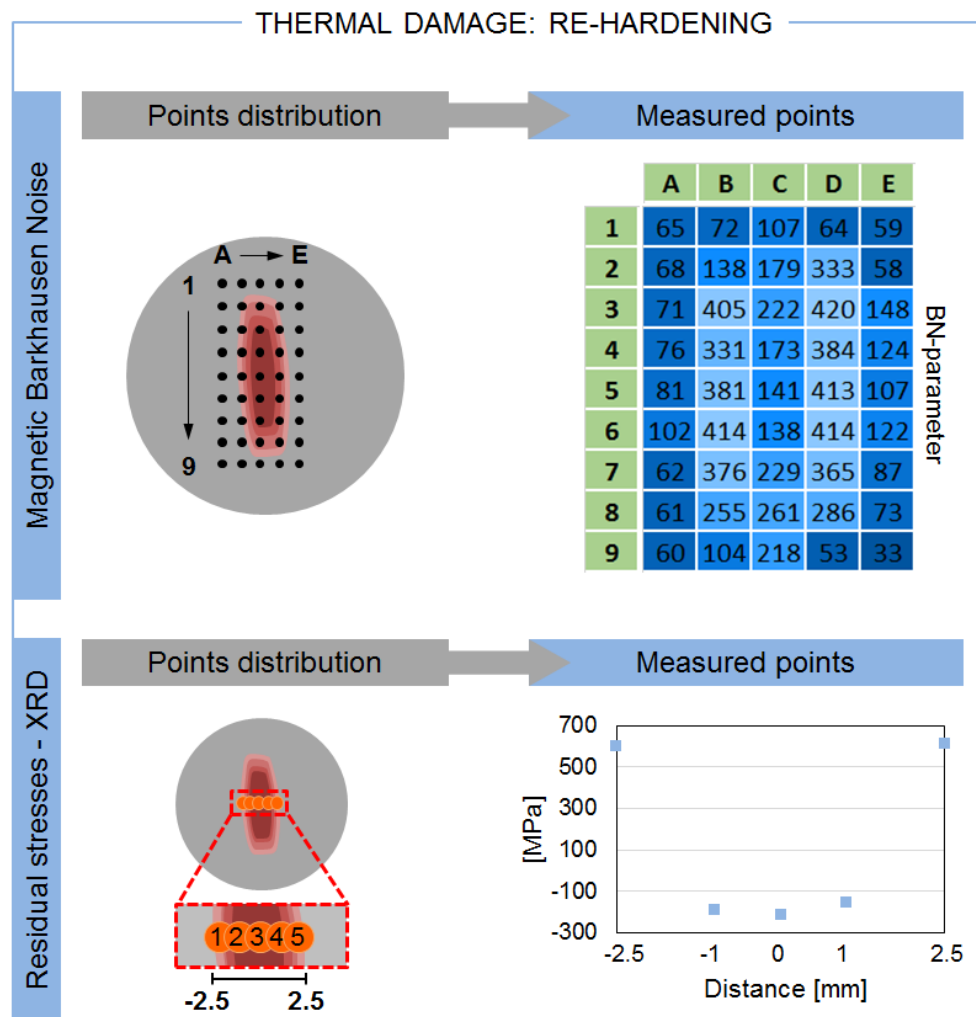 THERMAL DAMAGE: RE-HARDENING
Magnetic Barkhausen Noise
Points distribution
Measured points
A E
1
9
A B C D E
1 65 72 107 64 59
2 68 138 179 333 58
3 71 405 222 420 148
4 76 331 173 384 124
5 81 381 141 413 107
6 102 414 138 414 122
7 62 376 229 365 87
8 61 255 261 286 73
9 60 104 218 53 33
BN-parameter
Residual stresses - XRD
Points distribution
Measured points
1 2 3 4 5
-2.5 2.5
[MPa]
700
500
300
100
-100
-300
-2.5 -1 0 1 2.5
Distance [mm]